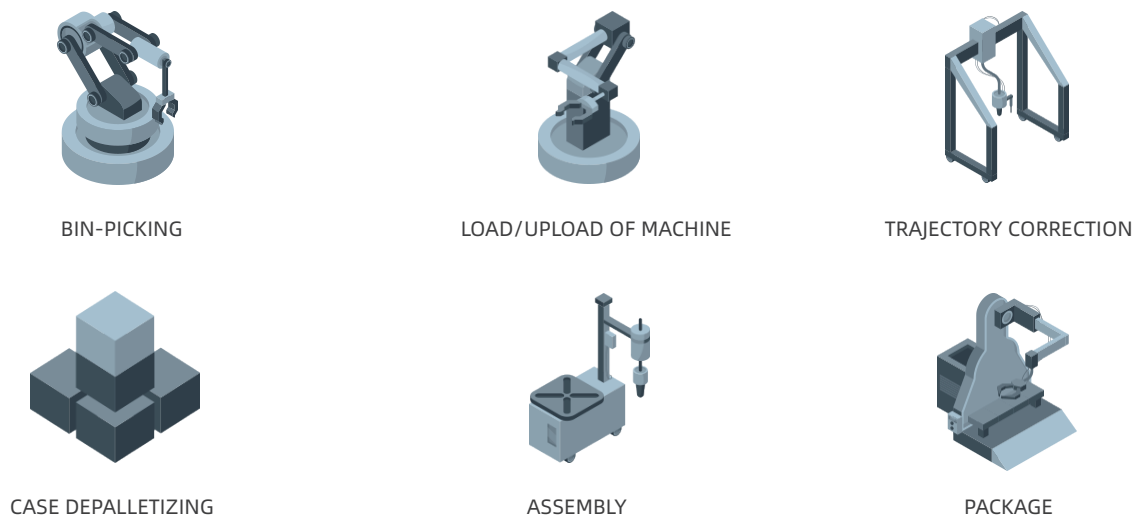 BIN-PICKING
LOAD/UPLOAD OF MACHINE
TRAJECTORY CORRECTION
CASE DEPALLETIZING
ASSEMBLY
PACKAGE